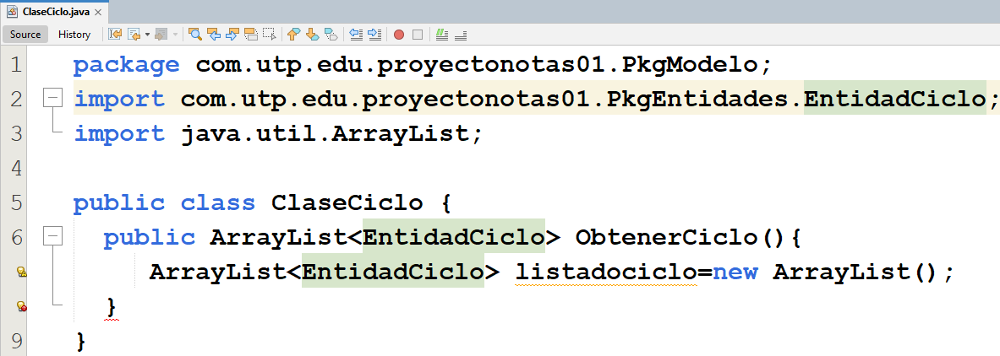 ClaseCiclo.java
Source History
1 package com.utp.edu.proyectonotas01.PkgModelo;
2 import com.utp.edu.proyectonotas01.PkgEntidades.EntidadCiclo;
3 import java.util.ArrayList;
4
5 public class ClaseCiclo {
6 public ArrayList<EntidadCiclo> ObtenerCiclo(){
ArrayList<EntidadCiclo> listadociclo=new ArrayList();
}
9 }